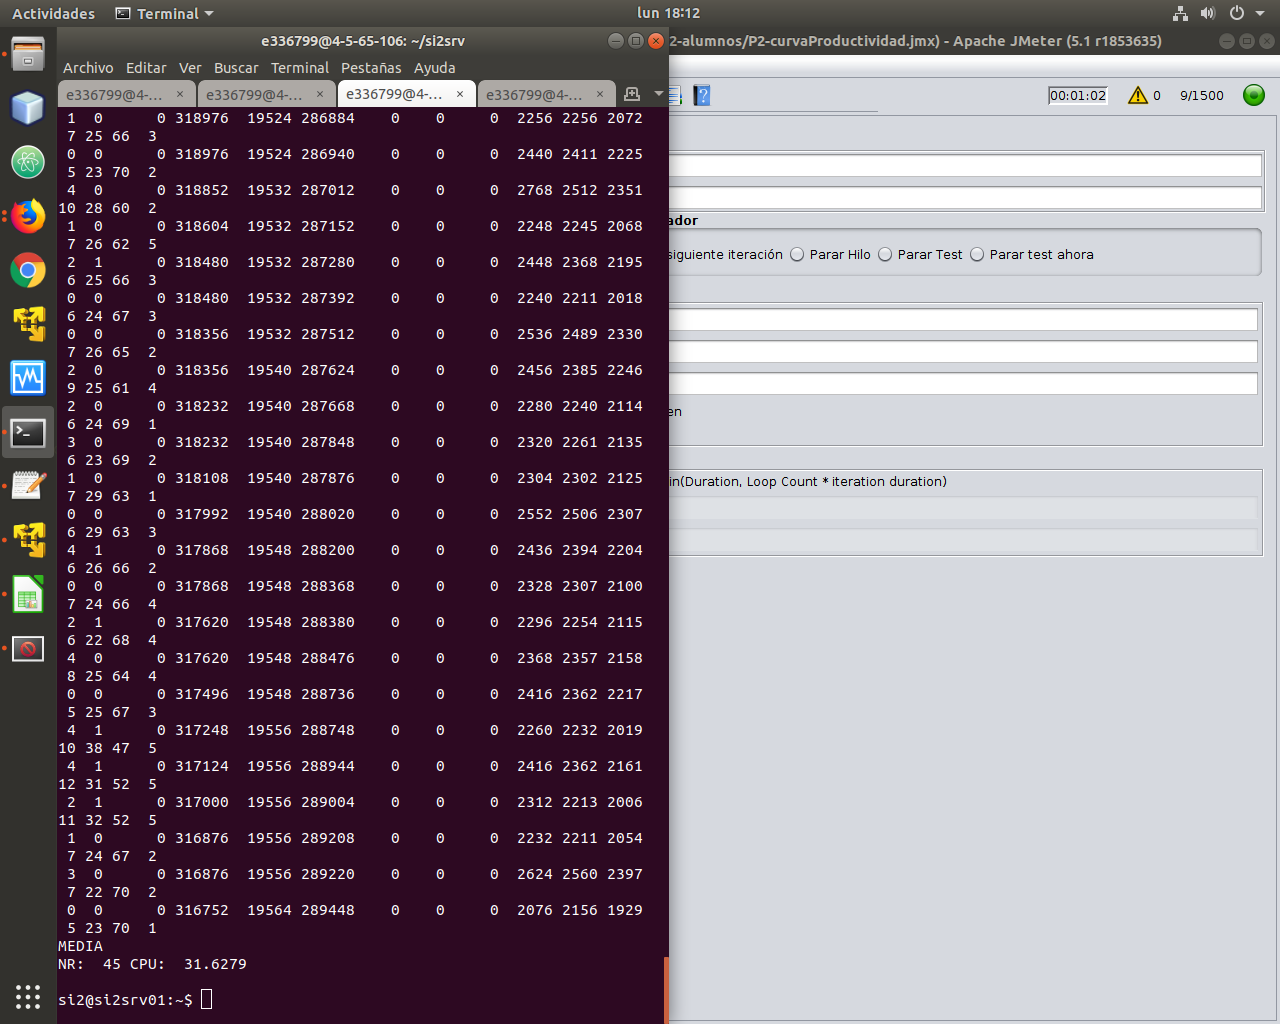 Actividades Terminal lun 18:12
e336799@4-5-65-106: ~/si2srv
2-alumnos/P2-curvaProductividad.jmx) - Apache JMeter (5.1 r1853635)
Archivo Editar Ver Buscar Terminal Pestañas Ayuda
e336799@4-... × e336799@4-... × e336799@4-... × e336799@4-... ×
00:01:02 0 9/1500
1 0 0 318976 19524 286884 0 0 0 2256 2256 2072
7 25 66 3
0 0 0 318976 19524 286940 0 0 0 2440 2411 2225
5 23 70 2
4 0 0 318852 19532 287012 0 0 0 2768 2512 2351
10 28 60 2
1 0 0 318604 19532 287152 0 0 0 2248 2245 2068
7 26 62 5
2 1 0 318480 19532 287280 0 0 0 2448 2368 2195
6 25 66 3
0 0 0 318480 19532 287392 0 0 0 2240 2211 2018
6 24 67 3
0 0 0 318356 19532 287512 0 0 0 2536 2489 2330
7 26 65 2
2 0 0 318356 19540 287624 0 0 0 2456 2385 2246
9 25 61 4
2 0 0 318232 19540 287668 0 0 0 2280 2240 2114
6 24 69 1
3 0 0 318232 19540 287848 0 0 0 2320 2261 2135
6 23 69 2
1 0 0 318108 19540 287876 0 0 0 2304 2302 2125
7 29 63 1
0 0 0 317992 19540 288020 0 0 0 2552 2506 2307
6 29 63 3
4 1 0 317868 19548 288200 0 0 0 2436 2394 2204
6 26 66 2
0 0 0 317868 19548 288368 0 0 0 2328 2307 2100
7 24 66 4
2 1 0 317620 19548 288380 0 0 0 2296 2254 2115
6 22 68 4
4 0 0 317620 19548 288476 0 0 0 2368 2357 2158
8 25 64 4
0 0 0 317496 19548 288736 0 0 0 2416 2362 2217
5 25 67 3
4 1 0 317248 19556 288748 0 0 0 2260 2232 2019
10 38 47 5
4 1 0 317124 19556 288944 0 0 0 2416 2362 2161
12 31 52 5
2 1 0 317000 19556 289004 0 0 0 2312 2213 2006
11 32 52 5
1 0 0 316876 19556 289208 0 0 0 2232 2211 2054
7 24 67 2
3 0 0 316876 19556 289220 0 0 0 2624 2560 2397
7 22 70 2
0 0 0 316752 19564 289448 0 0 0 2076 2156 1929
5 23 70 1
MEDIA
NR: 45 CPU: 31.6279
si2@si2srv01:~$
ador
siguiente iteración Parar Hilo Parar Test Parar test ahora
en
in(Duration, Loop Count * iteration duration)